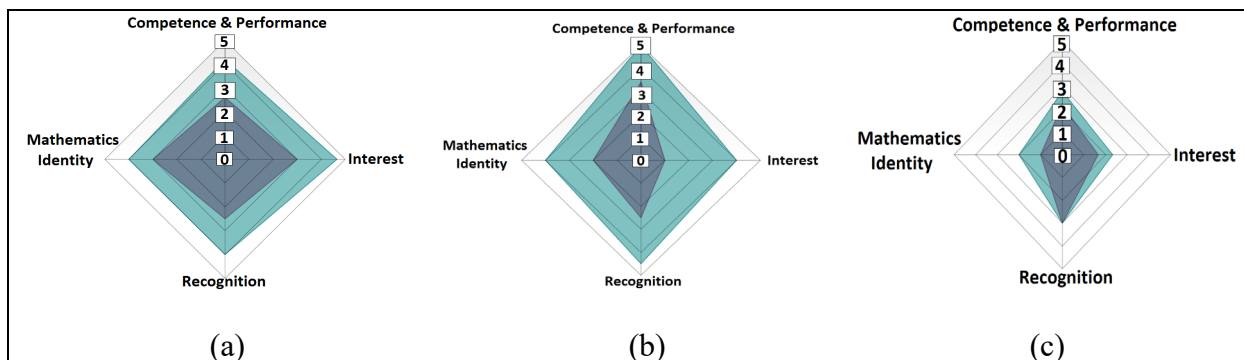 Competence & Performance
5
4
3
2
1
0
Mathematics
Identity
Interest
Recognition
(a)
Competence & Performance
5
4
3
2
1
0
Mathematics
Identity
Interest
Recognition
(b)
Competence & Performance
5
4
3
2
1
0
Mathematics
Identity
Interest
Recognition
(c)